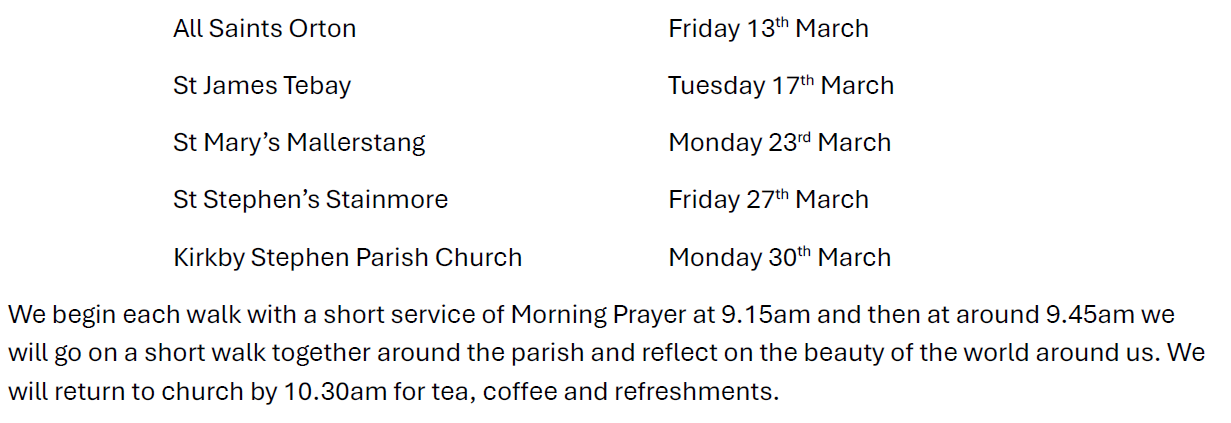 All Saints Orton Friday 13th March
St James Tebay Tuesday 17th March
St Mary’s Mallerstang Monday 23rd March
St Stephen’s Stainmore Friday 27th March
Kirkby Stephen Parish Church Monday 30th March
We begin each walk with a short service of Morning Prayer at 9.15am and then at around 9.45am we
will go on a short walk together around the parish and reflect on the beauty of the world around us. We
will return to church by 10.30am for tea, coffee and refreshments.